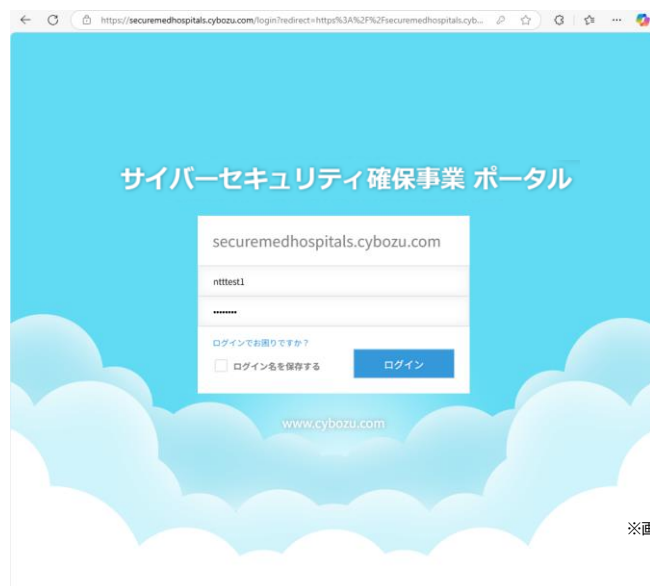 https://securemedhospitals.cybozu.com/login?redirect=https%3A%2F%2Fsecuremedhospitals.cyb...
サイバーセキュリティ確保事業 ポータル
securemedhospitals.cybozu.com
ntttest1
••••••••
ログインでお困りですか？
ログイン名を保存する
ログイン
www.cybozu.com
※画